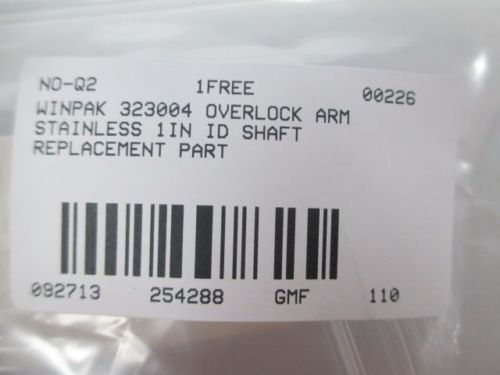 NO-Q2 1FREE 00226
WINPAK 323004 OVERLOCK ARM
STAINLESS 1IN ID SHAFT
REPLACEMENT PART
092713 254288 GMF 110